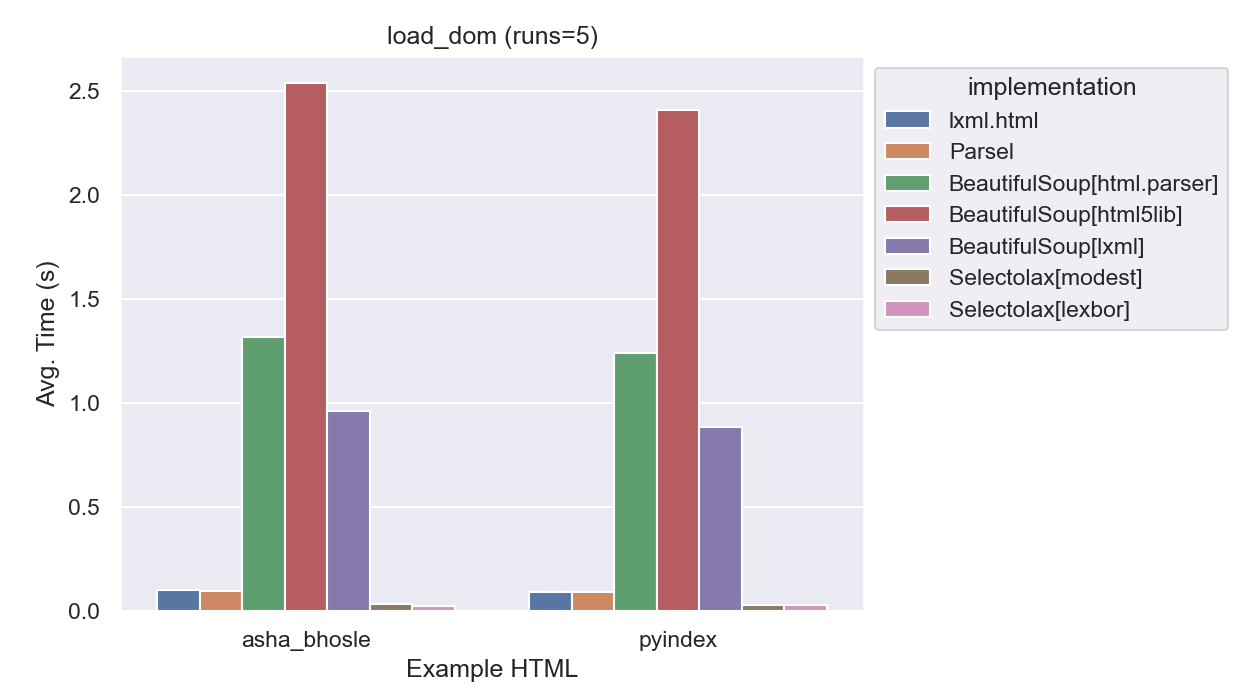 load_dom (runs=5)
2.5
2.0
1.5
1.0
0.5
0.0
Avg. Time (s)
asha_bhosle
pyindex
Example HTML
implementation
lxml.html
Parsel
BeautifulSoup[html.parser]
BeautifulSoup[html5lib]
BeautifulSoup[lxml]
Selectolax[modest]
Selectolax[lexbor]